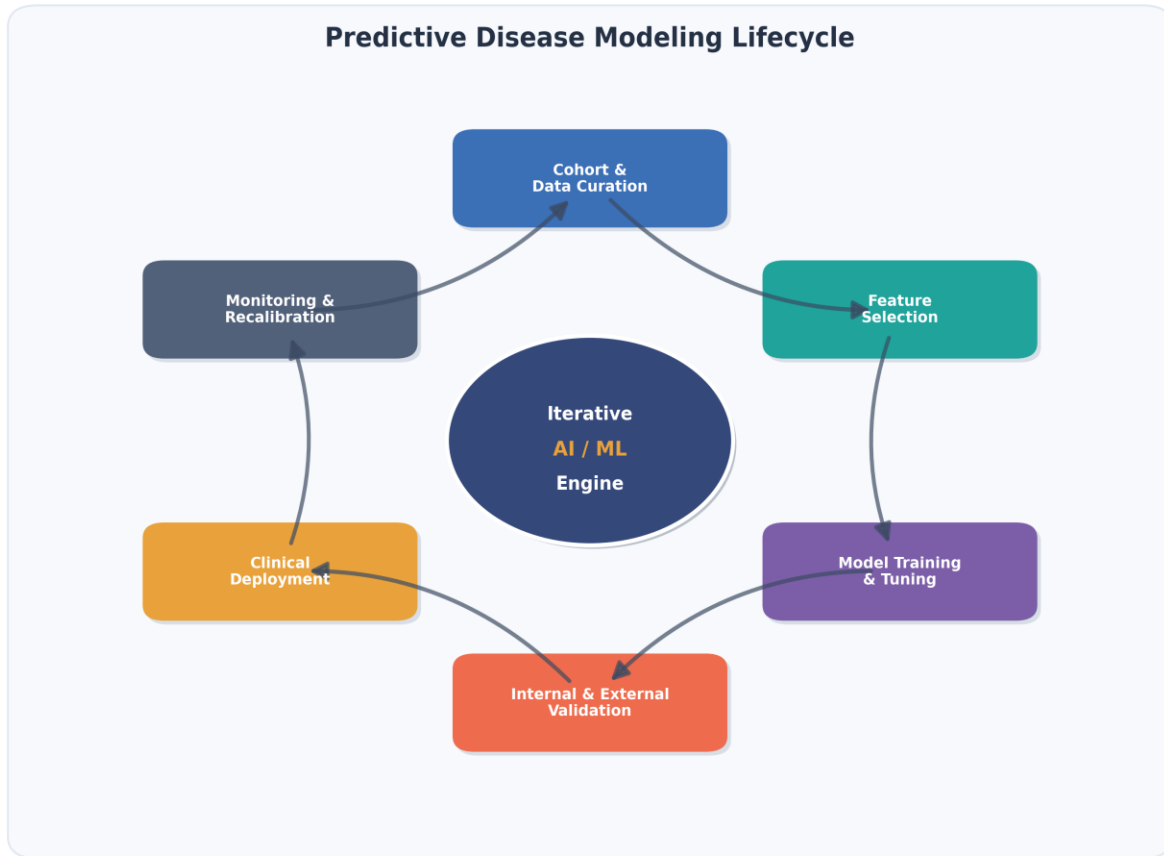 Predictive Disease Modeling Lifecycle
Cohort &
Data Curation
Monitoring &
Recalibration
Feature
Selection
Iterative
AI / ML
Engine
Clinical
Deployment
Model Training
& Tuning
Internal & External
Validation